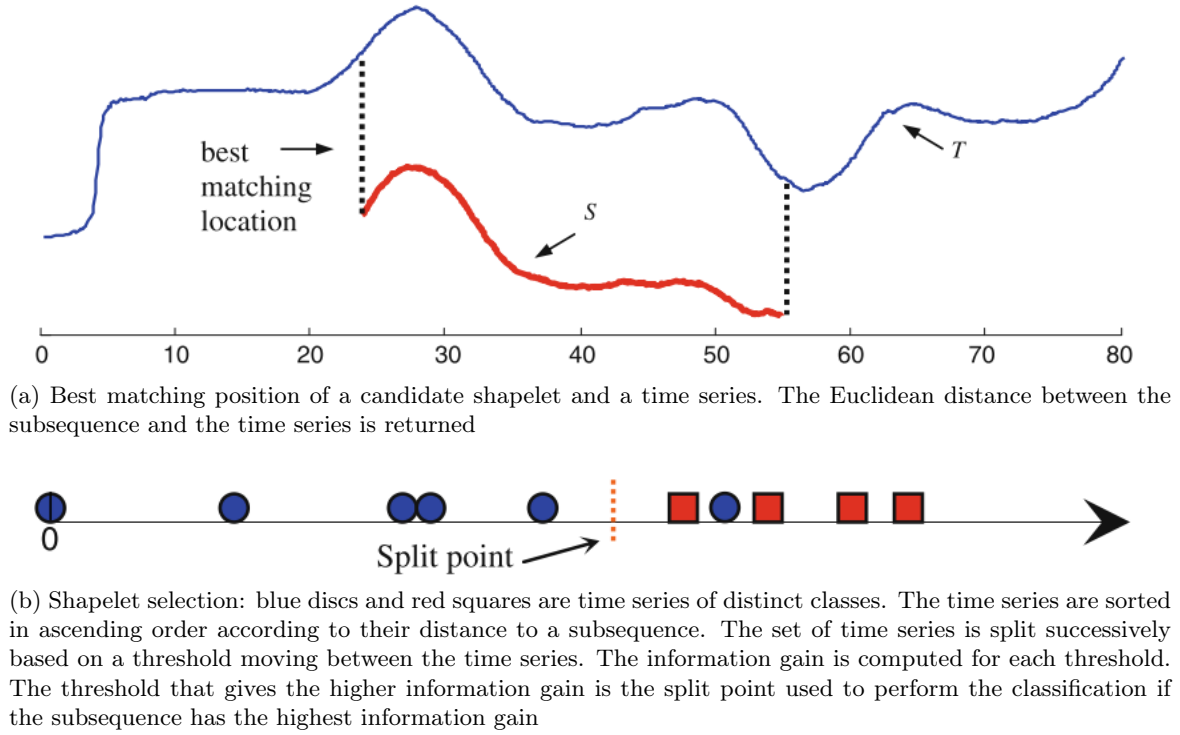 best
matching
location
S
T
0 10 20 30 40 50 60 70 80
(a) Best matching position of a candidate shapelet and a time series. The Euclidean distance between the
subsequence and the time series is returned
0
Split point
(b) Shapelet selection: blue discs and red squares are time series of distinct classes. The time series are sorted
in ascending order according to their distance to a subsequence. The set of time series is split successively
based on a threshold moving between the time series. The information gain is computed for each threshold.
The threshold that gives the higher information gain is the split point used to perform the classification if
the subsequence has the highest information gain